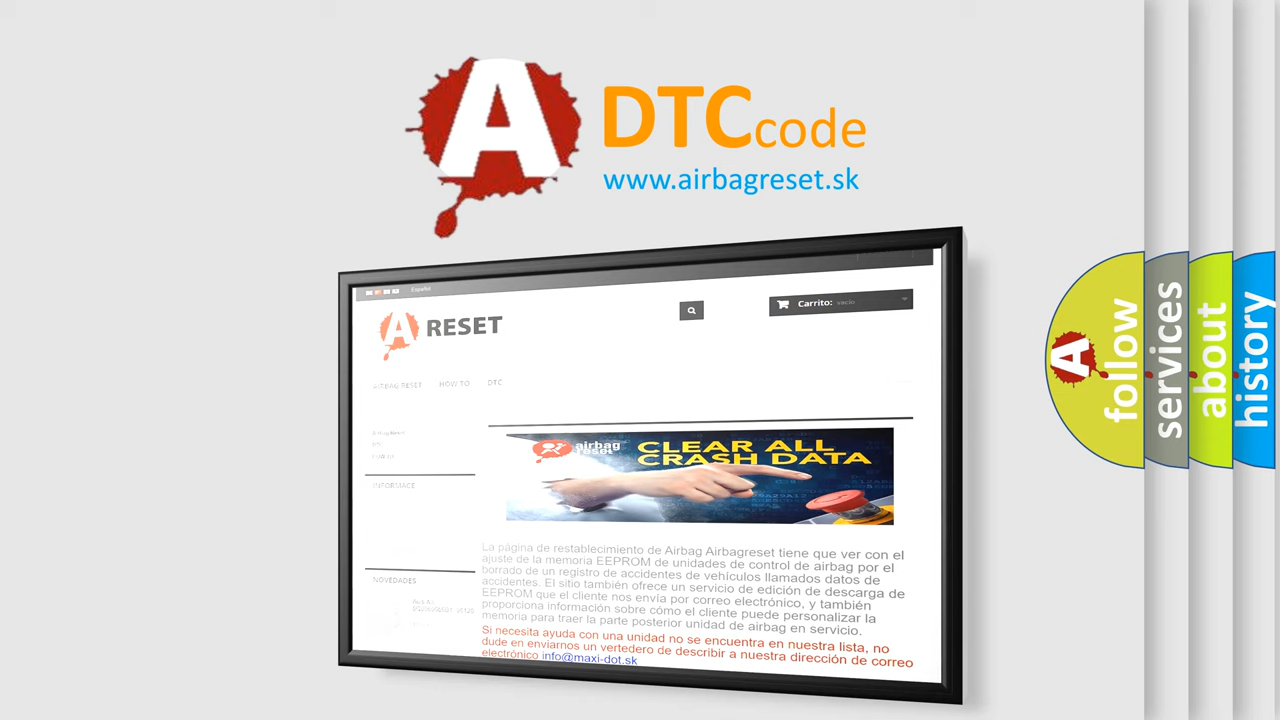 A DTC code
www.airbagreset.sk
Español
A RESET
Carrito: vacío
AIRBAG RESET HOW TO DTC
airbag
reset
CLEAR ALL
CRASH DATA
Airbag Reset
INFORMACE
NOVEDADES
La página de restablecimiento de Airbag Airbagreset tiene que ver con el
ajuste de la memoria EEPROM de unidades de control de airbag por el
borrado de un registro de accidentes de vehículos llamados datos de
accidentes. El sitio también ofrece un servicio de edición de descarga de
EEPROM que el cliente nos envía por correo electrónico, y también
proporciona información sobre cómo el cliente puede personalizar la
memoria para traer la parte posterior unidad de airbag en servicio.
Si necesita ayuda con una unidad no se encuentra en nuestra lista, no
dude en enviarnos un vertedero de describir a nuestra dirección de correo
electrónico info@maxi-dot.sk
A
follow
services
about
history